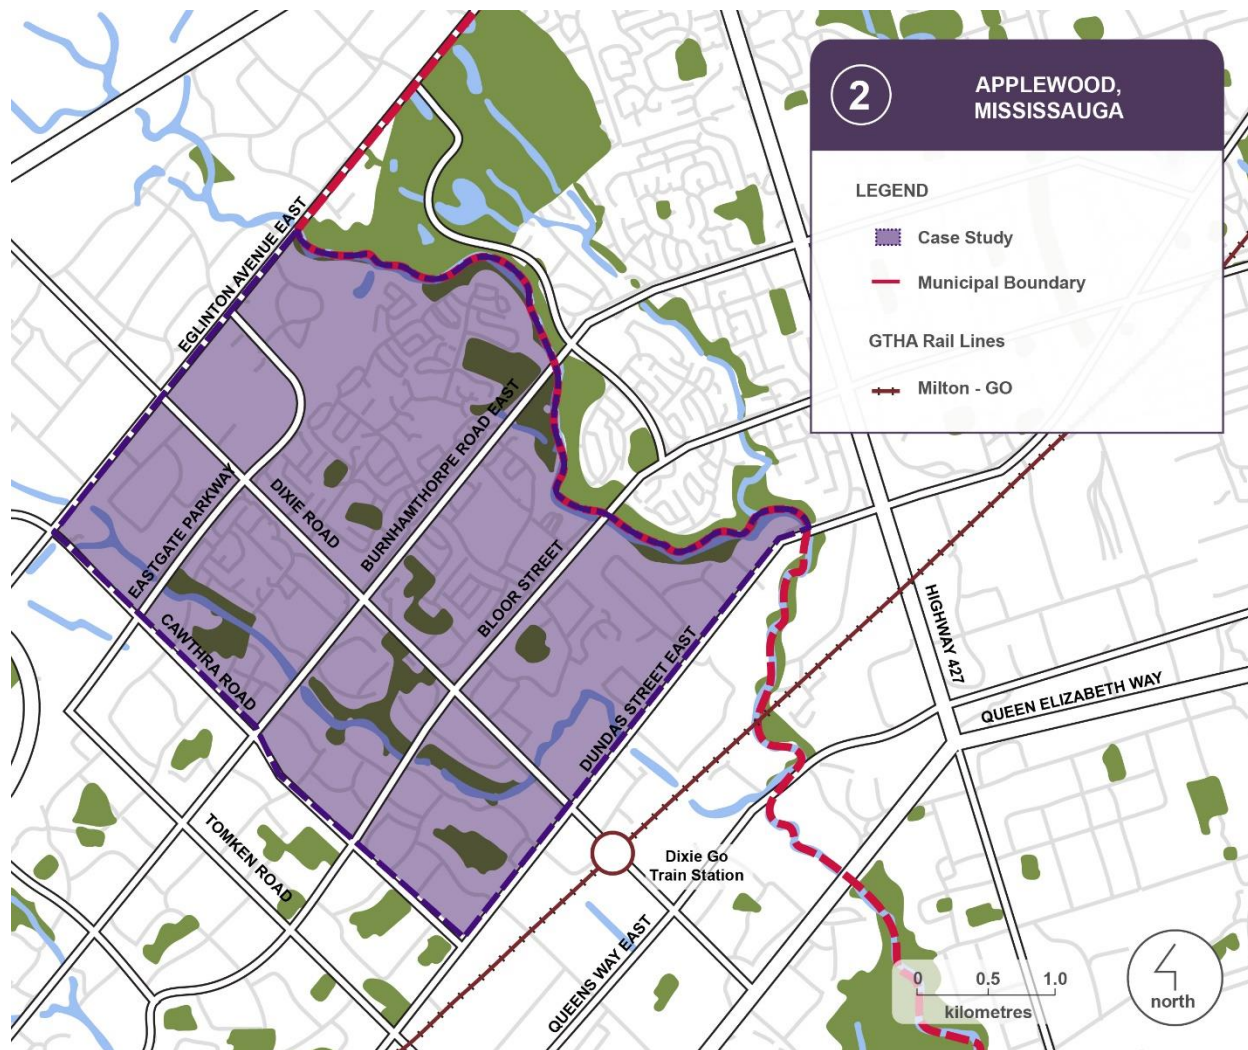 2
APPLEWOOD,
MISSISSAUGA
LEGEND
Case Study
Municipal Boundary
GTHA Rail Lines
Milton - GO
EGLINTON AVENUE EAST
EASTGATE PARKWAY
DIXIE ROAD
BURNHAMTHORPE ROAD EAST
BLOOR STREET
CAWTHRA ROAD
DUNDAS STREET EAST
HIGHWAY 427
QUEEN ELIZABETH WAY
TOMKEN ROAD
Dixie Go
Train Station
QUEENS WAY EAST
0 0.5 1.0
kilometres
north